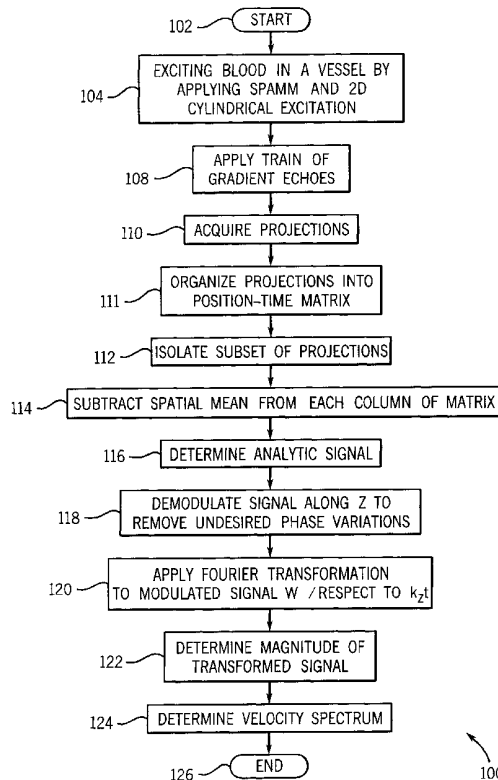 102
START
104
EXCITING BLOOD IN A VESSEL BY
APPLYING SPAMM AND 2D
CYLINDRICAL EXCITATION
108
APPLY TRAIN OF
GRADIENT ECHOES
110
ACQUIRE PROJECTIONS
111
ORGANIZE PROJECTIONS INTO
POSITION-TIME MATRIX
112
ISOLATE SUBSET OF PROJECTIONS
114
SUBTRACT SPATIAL MEAN FROM EACH COLUMN OF MATRIX
116
DETERMINE ANALYTIC SIGNAL
118
DEMODULATE SIGNAL ALONG Z TO
REMOVE UNDESIRED PHASE VARIATIONS
120
APPLY FOURIER TRANSFORMATION
TO MODULATED SIGNAL W /RESPECT TO kzt
122
DETERMINE MAGNITUDE OF
TRANSFORMED SIGNAL
124
DETERMINE VELOCITY SPECTRUM
126
END
100